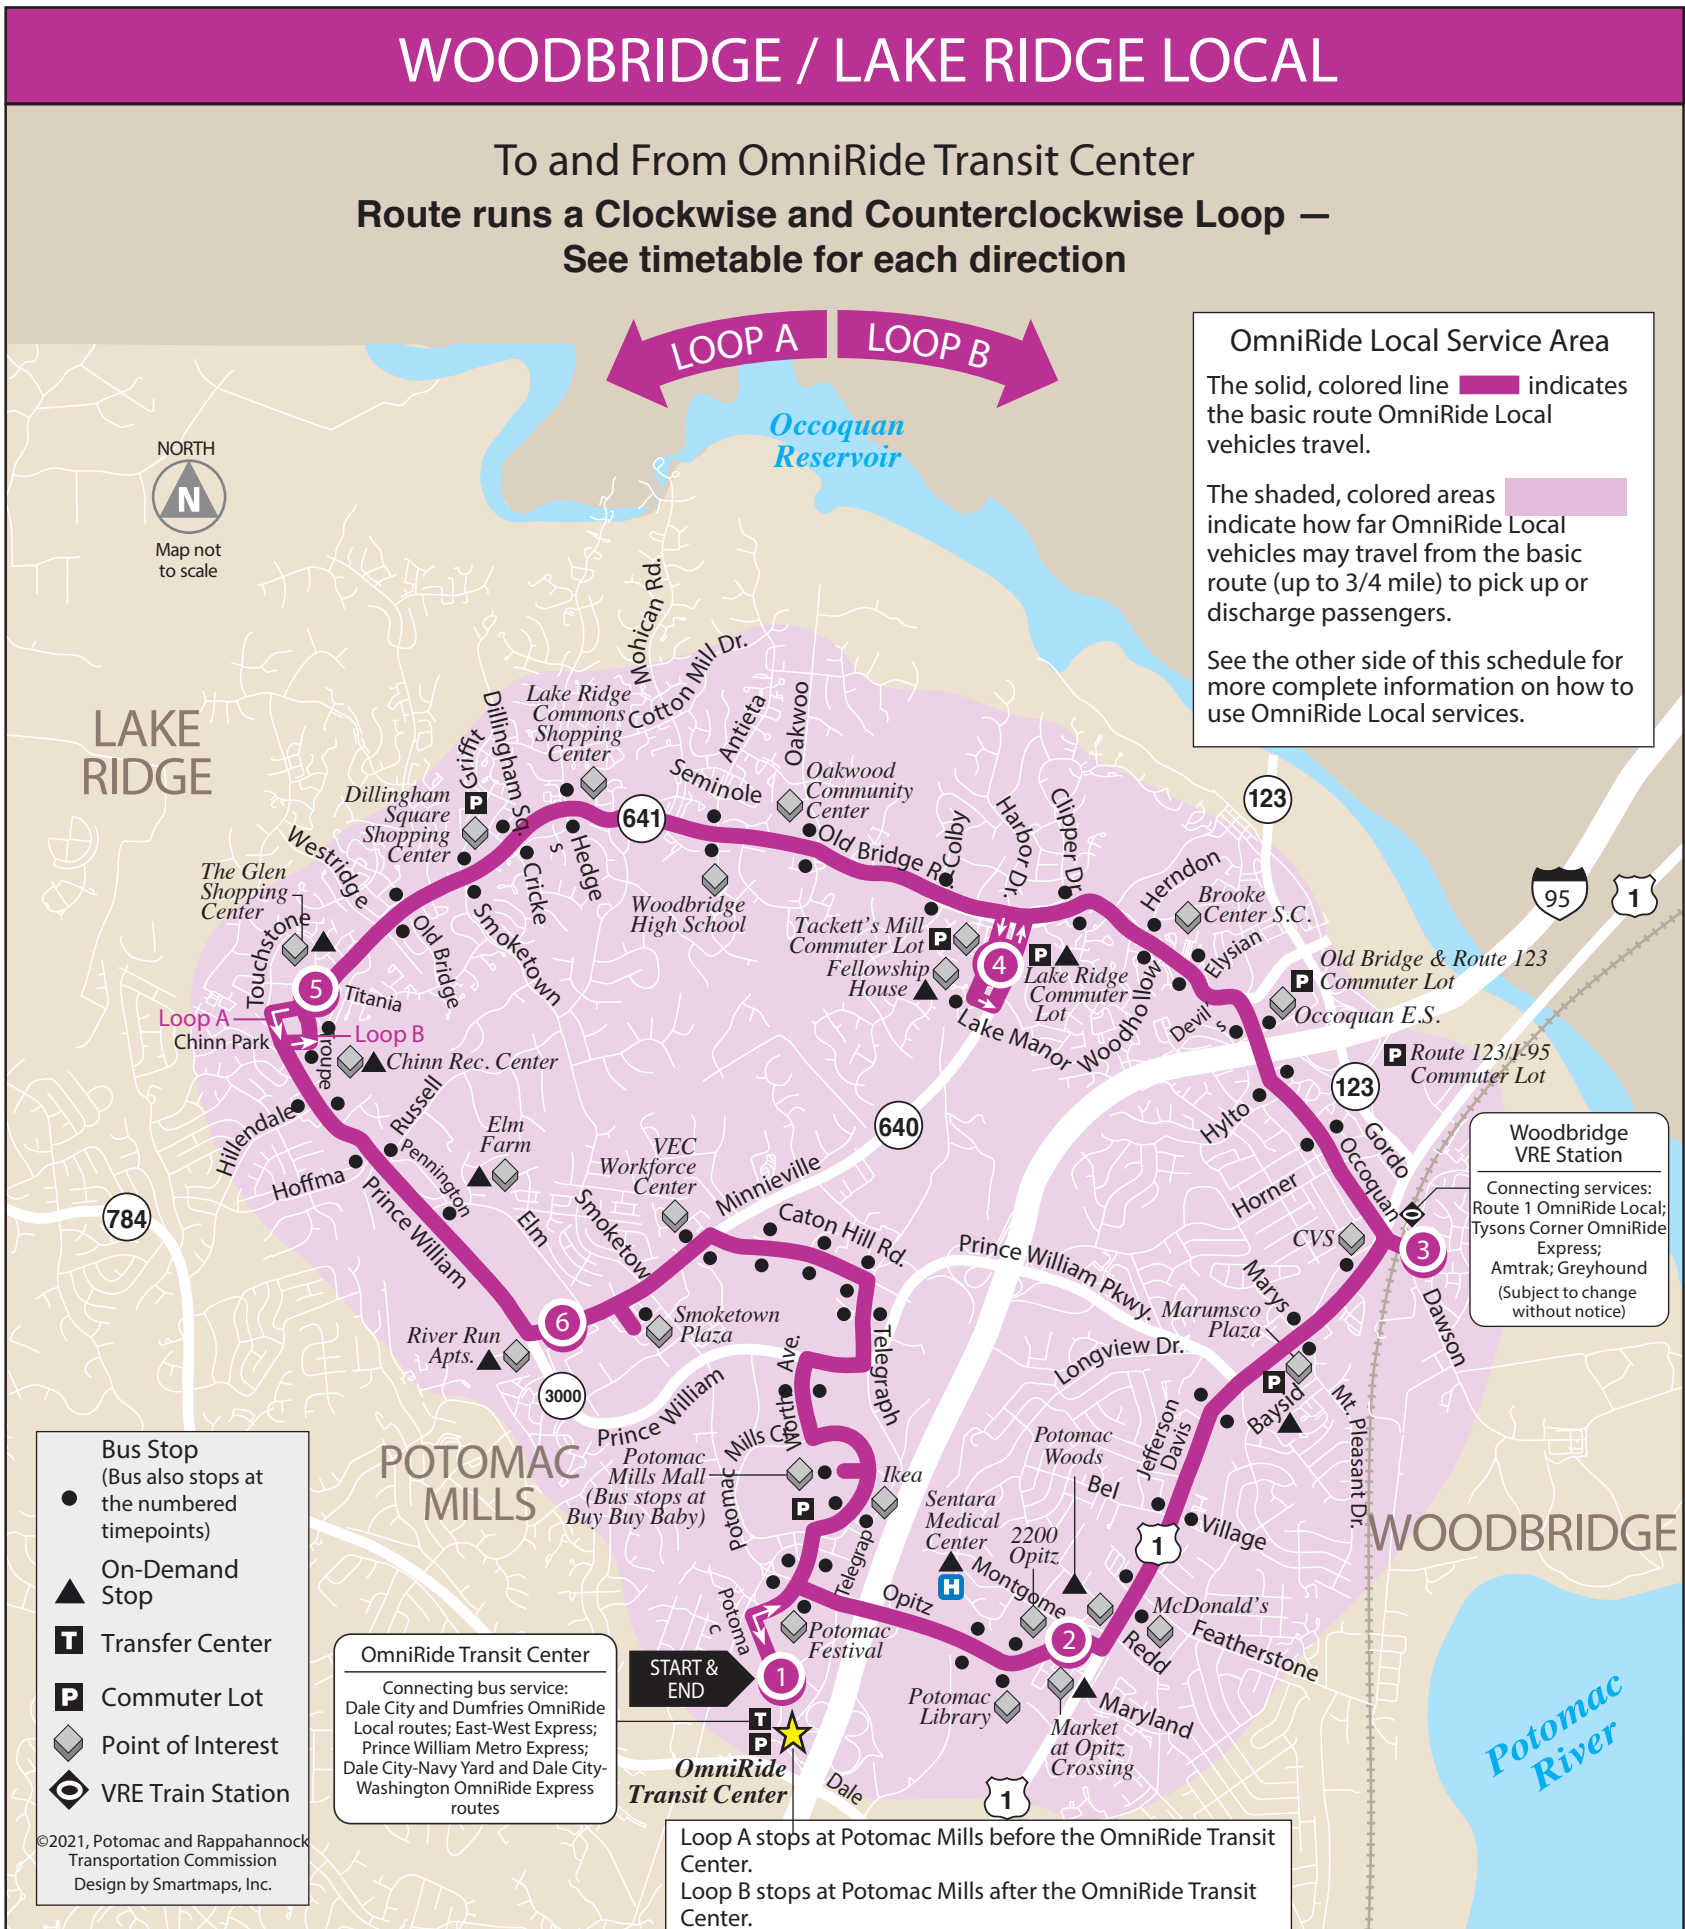 WOODBRIDGE / LAKE RIDGE LOCAL
To and From OmniRide Transit Center
Route runs a Clockwise and Counterclockwise Loop —
See timetable for each direction
LOOP A
LOOP B
OmniRide Local Service Area
The solid, colored line indicates
the basic route OmniRide Local
vehicles travel.
The shaded, colored areas
indicate how far OmniRide Local
vehicles may travel from the basic
route (up to 3/4 mile) to pick up or
discharge passengers.
See the other side of this schedule for
more complete information on how to
use OmniRide Local services.
Occoquan
Reservoir
NORTH
N
Map not
to scale
LAKE
RIDGE
Mohican Rd.
Cotton Mill Dr.
Antieta
Oakwoo
Seminole
Lake Ridge
Commons
Shopping
Center
Dillingham Sq.
Griffit
P
Dillingham
Square
Shopping
Center
641
Oakwood
Community
Center
Old Bridge R
Colby
Harbor Dr.
Clipper Dr.
Herndon
Brooke
Center S.C.
123
95
1
Westridge
The Glen
Shopping
Center
Touchstone
Cricke
s
Hedge
Woodbridge
High School
Smoketown
Old Bridge
Tackett's Mill
Commuter Lot
P
Fellowship
House
4
P
Lake Ridge
Commuter
Lot
Lake Manor
Woodhollow
Elysian
Devil'
s
Old Bridge & Route 123
P
Commuter Lot
Occoquan E.S.
P
Route 123/I-95
Commuter Lot
123
5
Titania
Loop A
Chinn Park
Loop B
Troupe
Chinn Rec. Center
Hillendale
Russell
Hoffma
Pennington
Elm
Farm
Elm
Prince William
784
640
VEC
Workforce
Center
Minnieville
Smoketow
Caton Hill Rd.
Prince William Pkwy.
Hylto
Horner
Occoquan
Gordo
Woodbridge
VRE Station
Connecting services:
Route 1 OmniRide Local;
Tysons Corner OmniRide
Express;
Amtrak; Greyhound
(Subject to change
without notice)
CVS
3
Marys
Dawson
Marumsco
Plaza
Longview Dr.
P
Baysid
Mt. Pleasant Dr.
6
Smoketown
Plaza
River Run
Apts.
3000
Prince William
Telegraph
Worth Ave.
Potomac Mills C
POTOMAC
MILLS
Potomac
Mills Mall
(Bus stops at
Buy Buy Baby)
P
Ikea
Telegrap
Jefferson
Davis
Potomac
Woods
Bel
Village
1
WOODBRIDGE
Sentara
Medical
Center
H
2200
Opitz
Montgome
Opitz
2
McDonald's
Featherstone
Redd
Maryland
Potomac
Library
Market
at Opitz
Crossing
1
Potoma
c
Potomac
Festival
START &
END
1
T
P
OmniRide
Transit Center
Dale
Potomac
River
OmniRide Transit Center
Connecting bus service:
Dale City and Dumfries OmniRide
Local routes; East-West Express;
Prince William Metro Express;
Dale City-Navy Yard and Dale City-
Washington OmniRide Express
routes
Bus Stop
(Bus also stops at
the numbered
timepoints)
On-Demand
Stop
T Transfer Center
P Commuter Lot
Point of Interest
VRE Train Station
©2021, Potomac and Rappahannock
Transportation Commission
Design by Smartmaps, Inc.
Loop A stops at Potomac Mills before the OmniRide Transit
Center.
Loop B stops at Potomac Mills after the OmniRide Transit
Center.